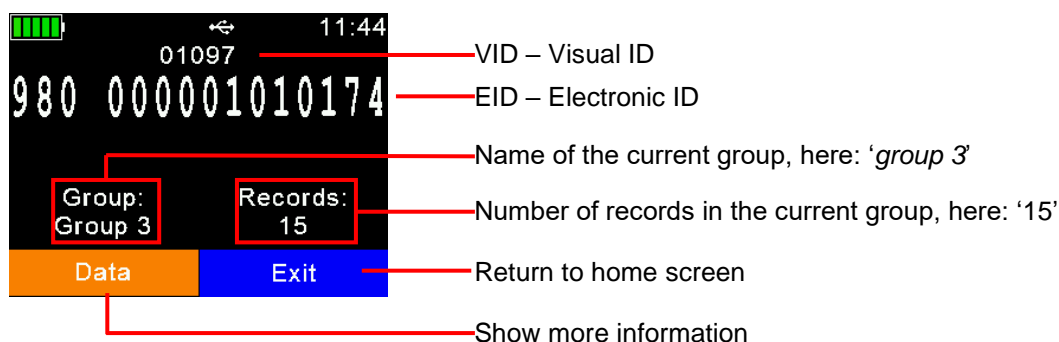 11:44
01097
VID – Visual ID
980 000001010174
EID – Electronic ID
Name of the current group, here: ‘group 3’
Group:
Group 3
Records:
15
Number of records in the current group, here: ‘15’
Data
Exit
Return to home screen
Show more information